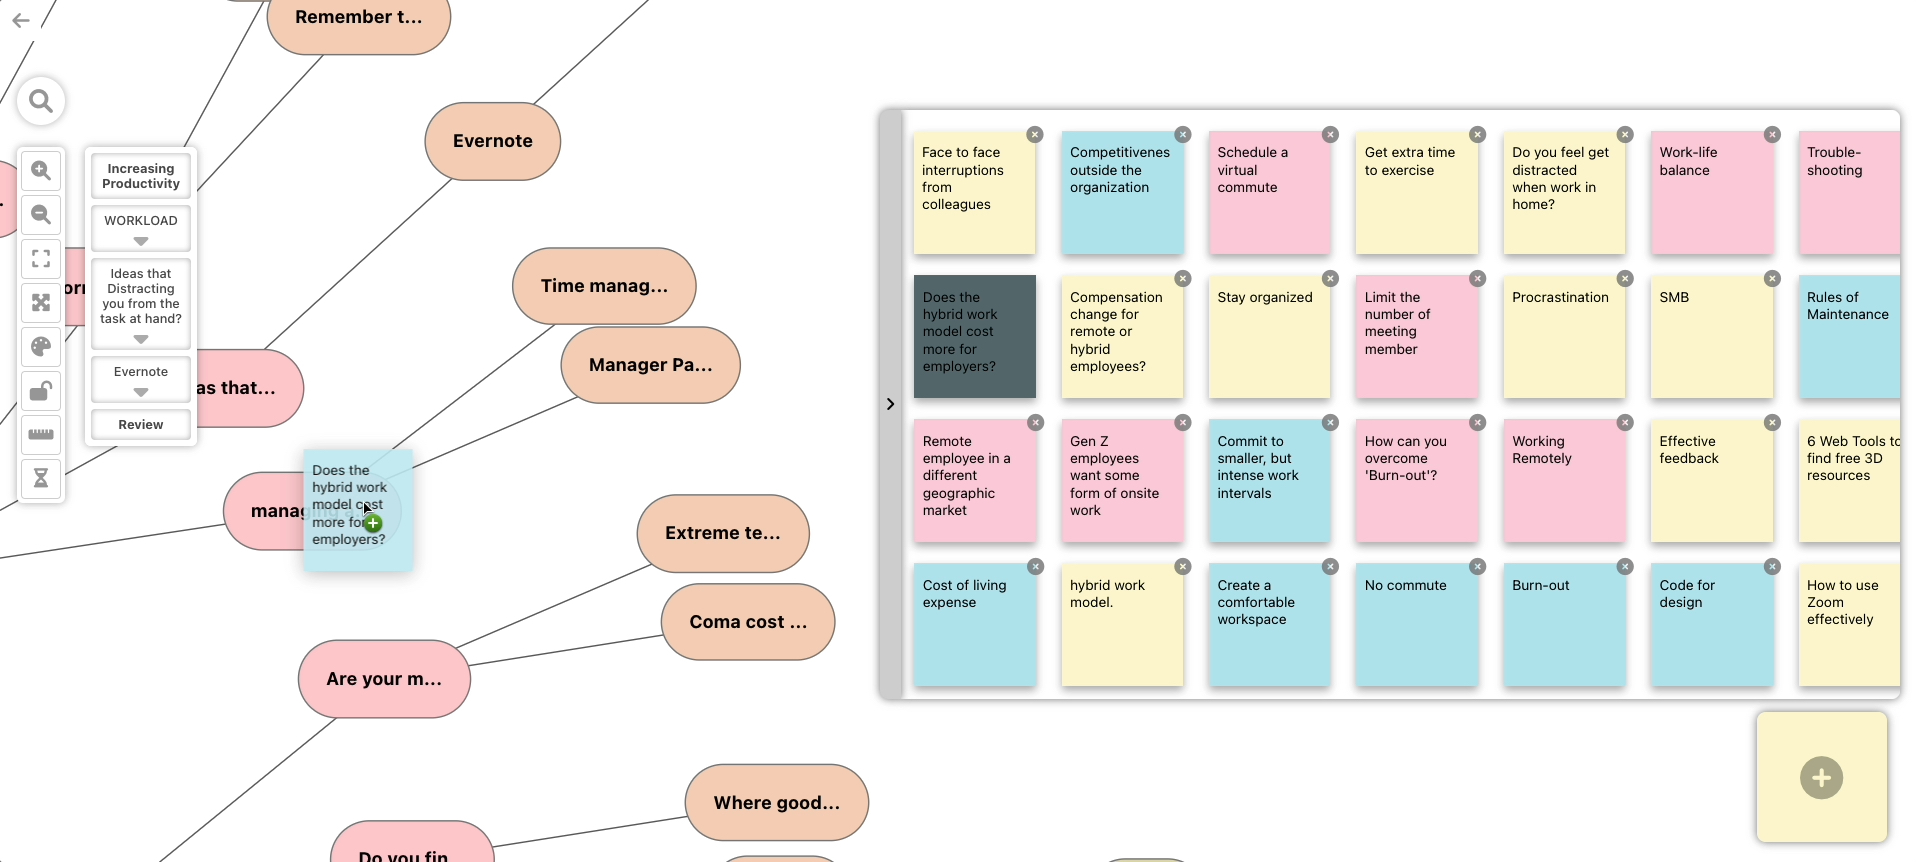 Remember t...
Evernote
Increasing
Productivity
WORKLOAD
Ideas that
Distracting
you from the
task at hand?
Evernote
Review
as that...
Time manag...
Manager Pa...
Does the
hybrid work
model cost
more for
employers?
Extreme te...
Coma cost ...
Are your m...
Where good...
Do you fin
Face to face
interruptions
from
colleagues
Competitivenes
outside the
organization
Schedule a
virtual
commute
Get extra time
to exercise
Do you feel get
distracted
when work in
home?
Work-life
balance
Trouble-
shooting
Does the
hybrid work
model cost
more for
employers?
Compensation
change for
remote or
hybrid
employees?
Stay organized
Limit the
number of
meeting
member
Procrastination
SMB
Rules of
Maintenance
Remote
employee in a
different
geographic
market
Gen Z
employees
want some
form of onsite
work
Commit to
smaller, but
intense work
intervals
How can you
overcome
'Burn-out'?
Working
Remotely
Effective
feedback
6 Web Tools to
find free 3D
resources
Cost of living
expense
hybrid work
model.
Create a
comfortable
workspace
No commute
Burn-out
Code for
design
How to use
Zoom
effectively